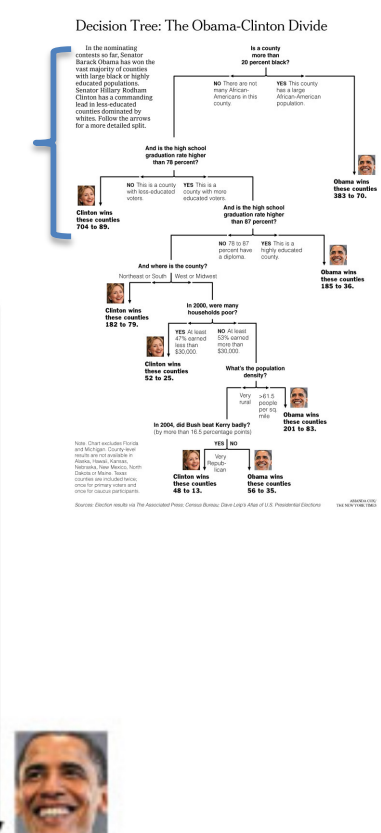 Decision Tree: The Obama-Clinton Divide
In the nominating
contests so far, Senator
Barack Obama has won the
vast majority of counties
with large black or highly
educated populations.
Senator Hillary Rodham
Clinton has a commanding
lead in less-educated
counties dominated by
whites. Follow the arrows
for a more detailed split.
Is a county
more than
20 percent black?
NO There are not
many African-
Americans in this
county.
YES This county
has a large
African-American
population.
Obama wins
these counties
383 to 70.
And is the high school
graduation rate higher
than 78 percent?
NO This is a county
with less-educated
voters.
YES This is a
county with more
educated voters.
Clinton wins
these counties
704 to 89.
And is the high school
graduation rate higher
than 87 percent?
NO 78 to 87
percent have
a diploma.
YES This is a
highly educated
county.
Obama wins
these counties
185 to 36.
And where is the county?
Northeast or South
West or Midwest
Clinton wins
these counties
182 to 79.
In 2000, were many
households poor?
YES At least
47% earned
less than
$30,000.
NO At least
53% earned
more than
$30,000.
Clinton wins
these counties
52 to 25.
What's the population
density?
Very
rural
>61.5
people
per sq.
mile
Obama wins
these counties
201 to 83.
In 2004, did Bush beat Kerry badly?
(by more than 16.5 percentage points)
YES
NO
Very
Repub-
lican
Clinton wins
these counties
48 to 13.
Obama wins
these counties
56 to 35.
Note: Chart excludes Florida
and Michigan. County-level
results are not available in
Alaska, Hawaii, Kansas,
Nebraska, New Mexico, North
Dakota or Maine. Texas
counties are included twice,
once for primary voters and
once for caucus participants.
Sources: Election results via The Associated Press; Census Bureau; Dave Leip's Atlas of U.S. Presidential Elections
AMANDA COX/
THE NEW YORK TIMES